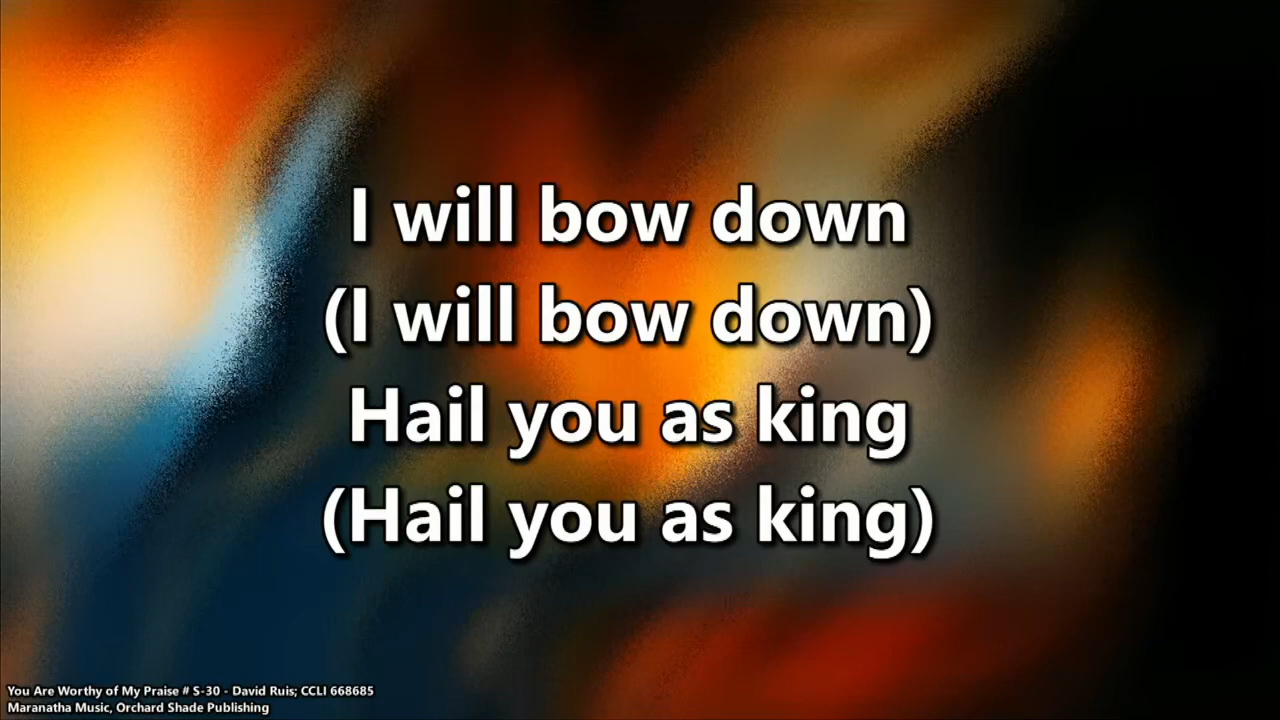 I will bow down
(I will bow down)
Hail you as king
(Hail you as king)
You Are Worthy of My Praise # S-30 - David Ruis; CCLI 668685
Maranatha Music, Orchard Shade Publishing